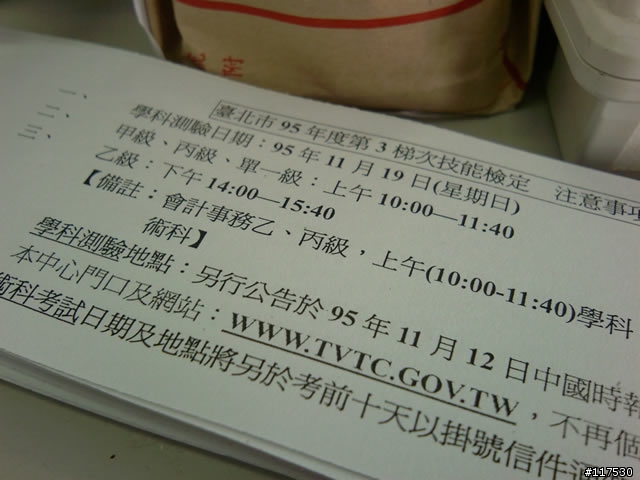 臺北市 95 年度第 3 梯次技能檢定 注意事項
一、
二、
三、
學科測驗日期：95 年 11 月 19 日(星期日)
甲級、丙級、單一級：上午 10:00—11:40
乙級：下午 14:00—15:40
【備註：會計事務乙、丙級，上午(10:00-11:40)學科
術科】
學科測驗地點：另行公告於 95 年 11 月 12 日中國時報
本中心門口及網站：WWW.TVTC.GOV.TW，不再個
術科考試日期及地點將另於考前十天以掛號信件
附
#117530